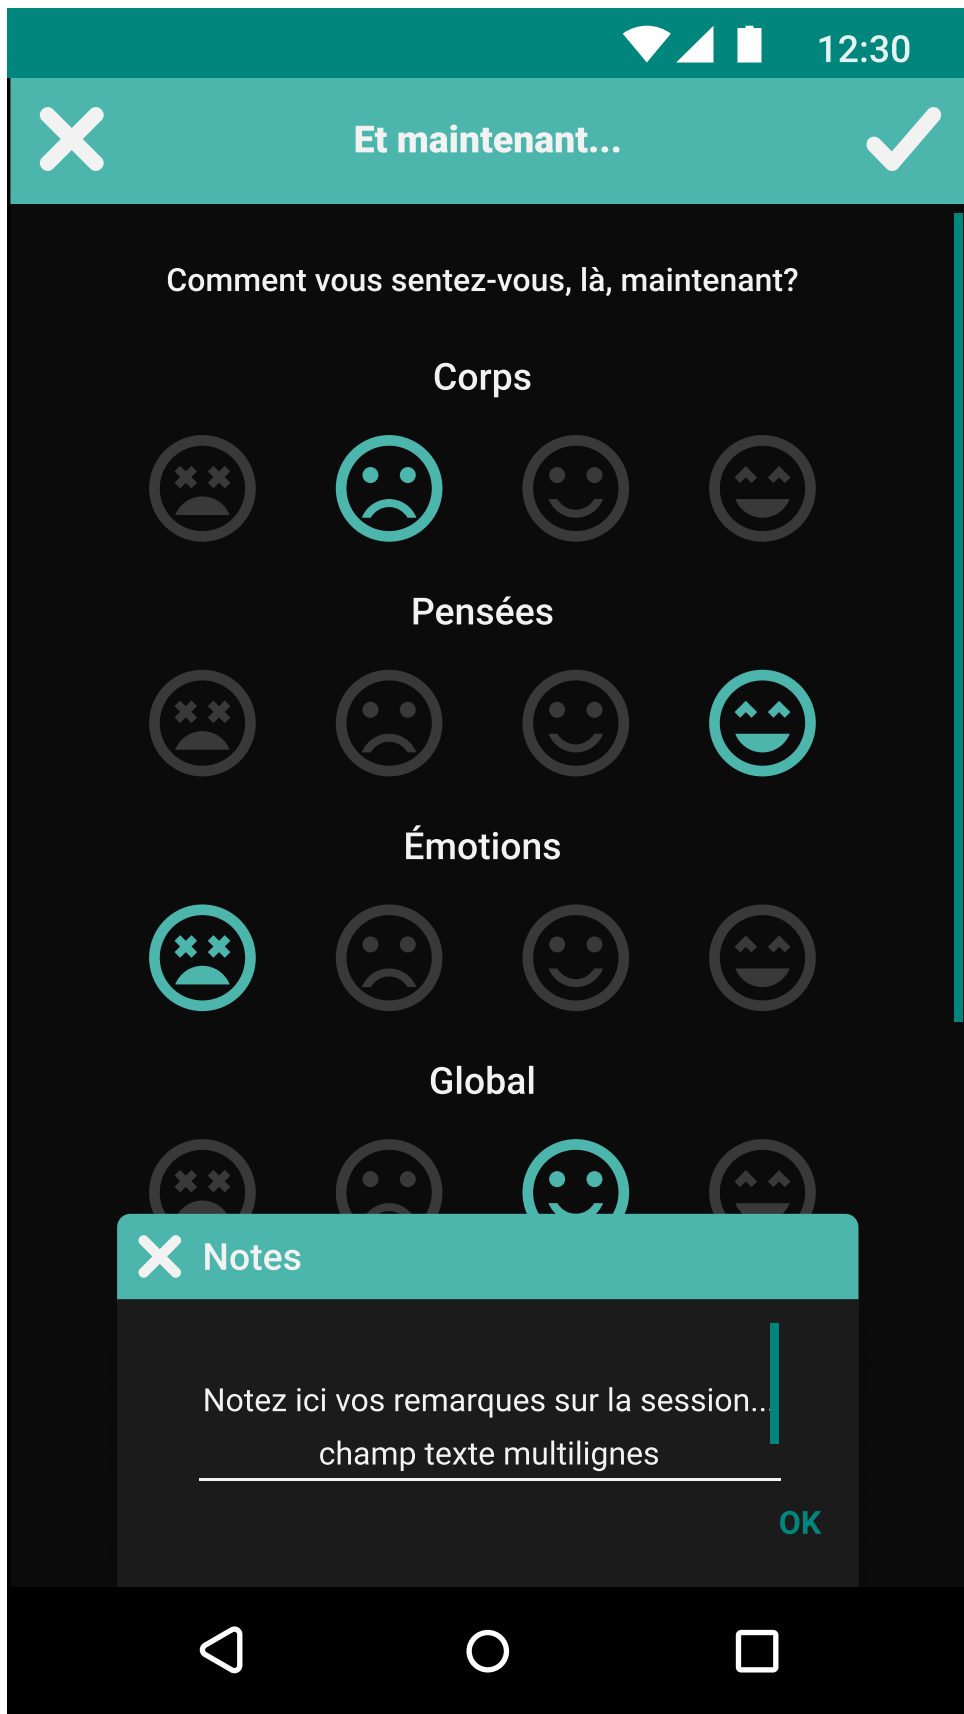 12:30
Et maintenant...
Comment vous sentez-vous, là, maintenant?
Corps
Pensées
Émotions
Global
Notes
Notez ici vos remarques sur la session...
champ texte multilignes
OK